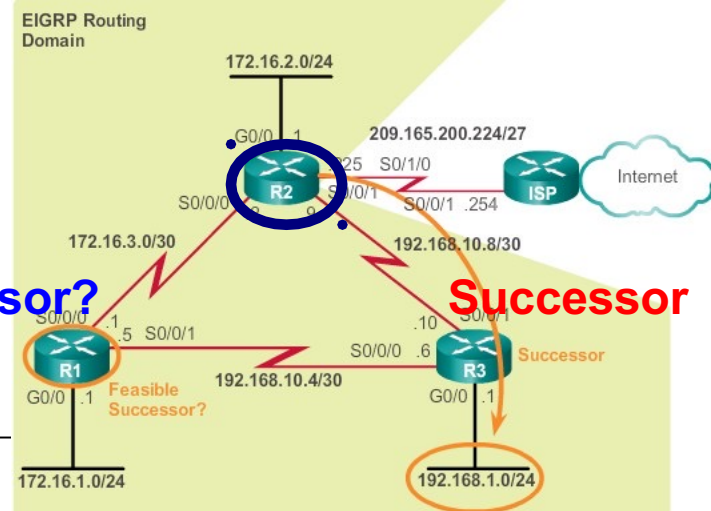 EIGRP Routing
Domain
172.16.2.0/24
G0/0 .1
209.165.200.224/27
.225 S0/1/0
Internet
R2
ISP
S0/0/0
S0/0/1
S0/0/1 .254
.9
172.16.3.0/30
192.168.10.8/30
sor?
Successor
S0/0/0 .1
S0/0/1
.5 S0/0/1
.10
S0/0/0 .6
Successor
R1
R3
192.168.10.4/30
Feasible
Successor?
G0/0 .1
G0/0 .1
172.16.1.0/24
192.168.1.0/24